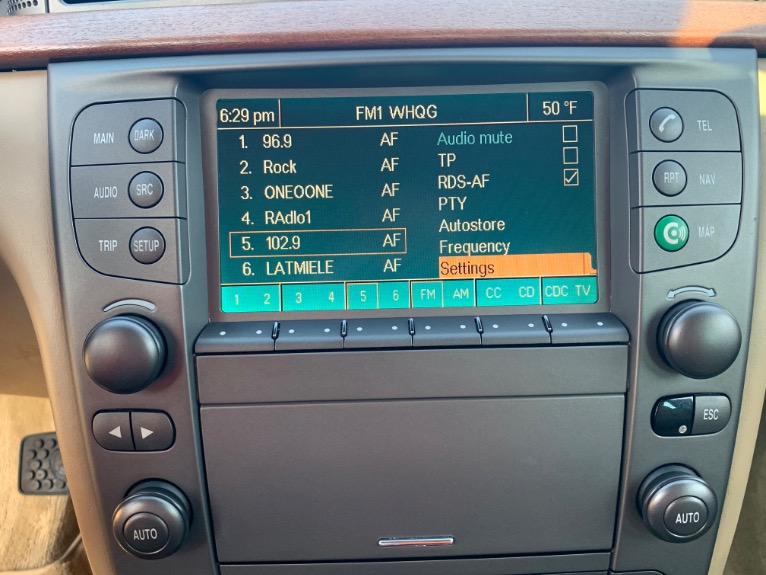 6:29 pm FM1 WHQG 50 °F
1. 96.9 AF Audio mute
2. Rock AF TP
3. ONEOONE AF RDS-AF
4. RAdIo1 AF PTY
Autostore
5. 102.9 AF Frequency
6. LATMIELE AF Settings
1 2 3 4 5 6 FM AM CC CD CDC TV
MAIN DARK
AUDIO SRC
TRIP SETUP
TEL
RPT NAV
MAP
ESC
AUTO
AUTO